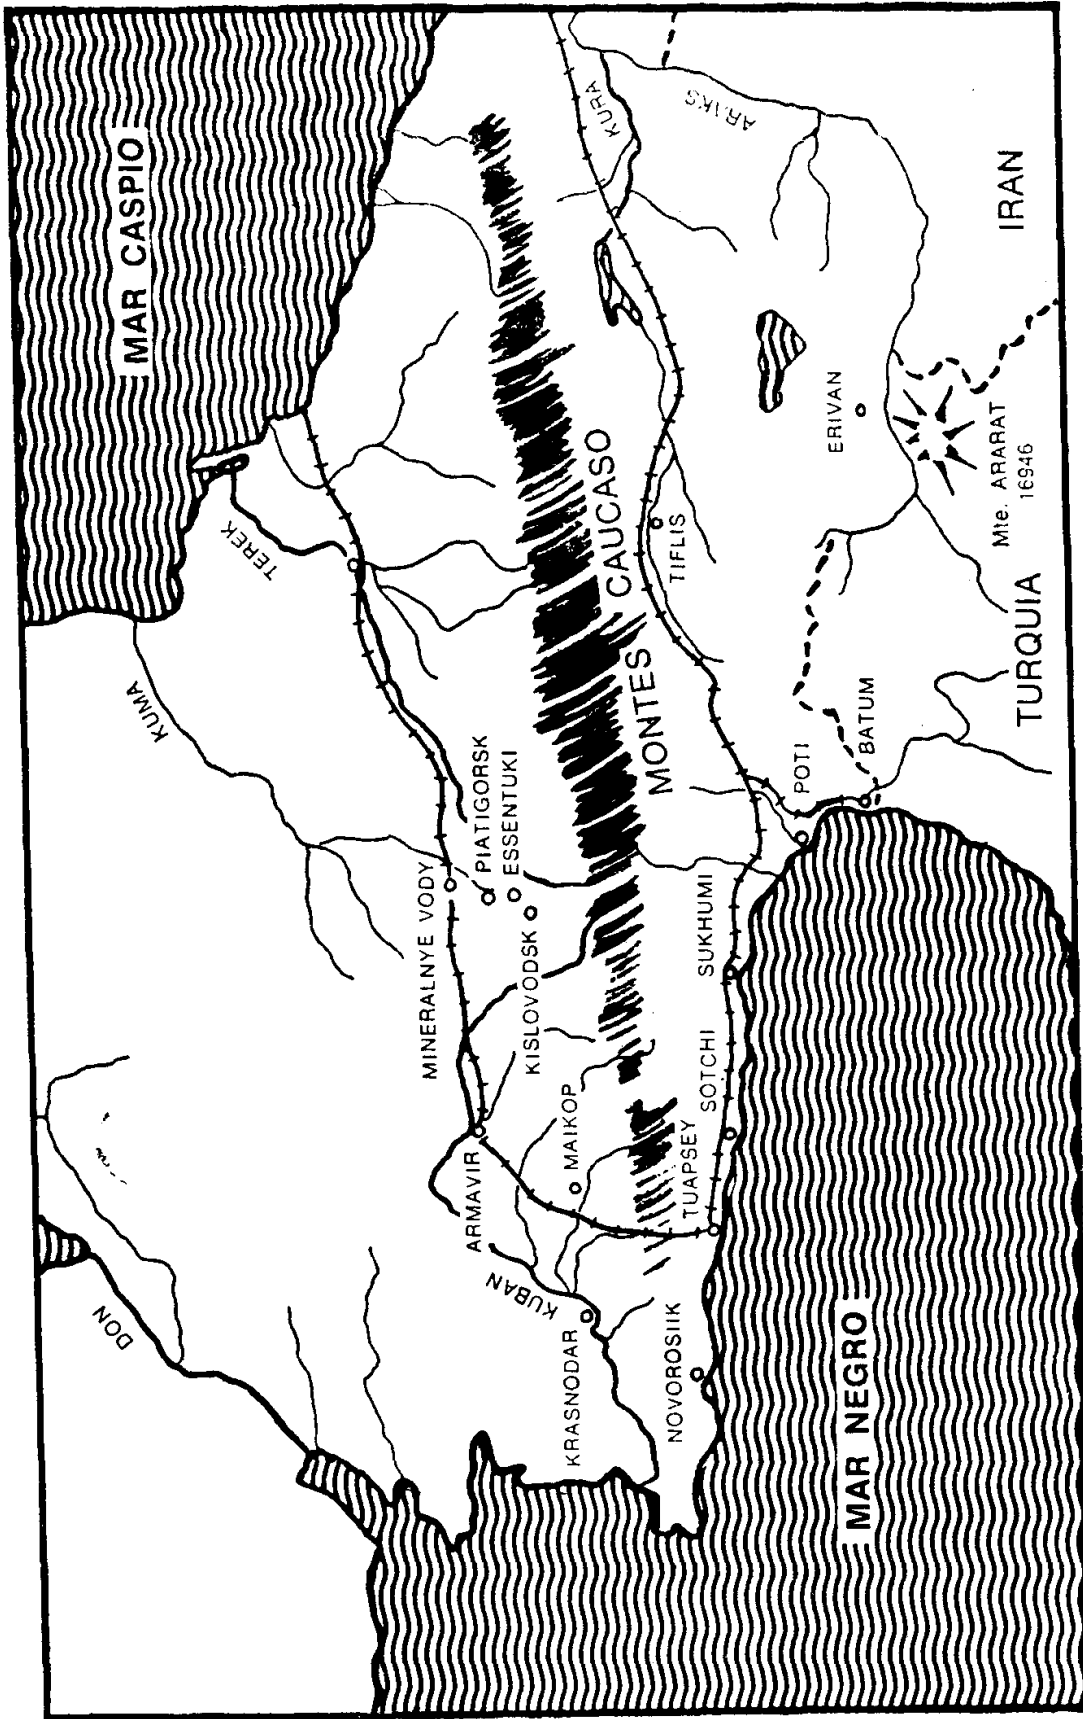 MAR CASPIO
MAR NEGRO
DON
KUMA
TEREK
KUBAN
KURA
ARAKS
KRASNODAR
NOVOROSIIK
ARMAVIR
MAIKOP
TUAPSEY
SOTCHI
SUKHUMI
MINERALNYE VODY
PIATIGORSK
ESSENTUKI
KISLOVODSK
MONTES CAUCASO
POTI
BATUM
TIFLIS
ERIVAN
Mte. ARARAT
16946
TURQUIA
IRAN